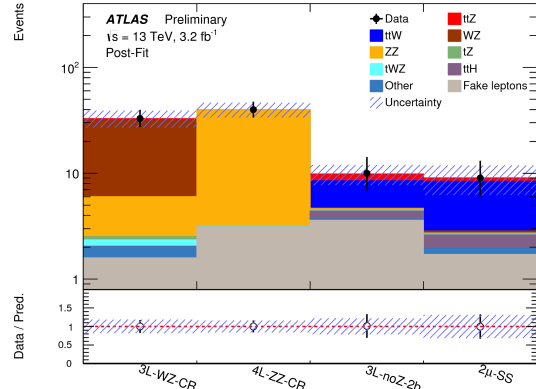 Events
ATLAS Preliminary
√s = 13 TeV, 3.2 fb⁻¹
Post-Fit
Data
ttZ
ttW
WZ
ZZ
tZ
tWZ
ttH
Other
Fake leptons
Uncertainty
10²
10
1
Data / Pred.
1.5
1
0.5
0
3L-WZ-CR
4L-ZZ-CR
3L-noZ-2b
2μ-SS